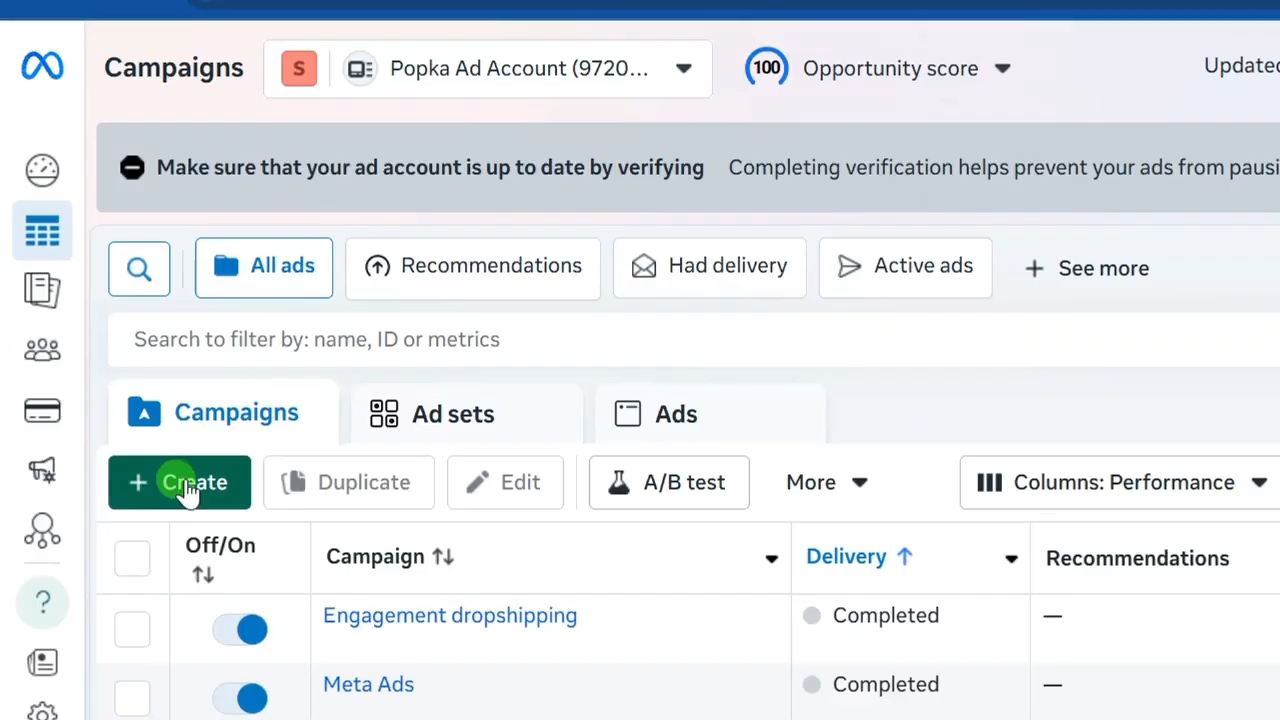 Campaigns
S
Popka Ad Account (9720...
100
Opportunity score
Make sure that your ad account is up to date by verifying
Completing verification helps prevent your ads from
All ads
Recommendations
Had delivery
Active ads
+ See more
Search to filter by: name, ID or metrics
Campaigns
Ad sets
Ads
+ Create
Duplicate
Edit
A/B test
More
Columns: Performance
Off/On
Campaign
Delivery
Recommendations
Engagement dropshipping
Completed
—
Meta Ads
Completed
—
?